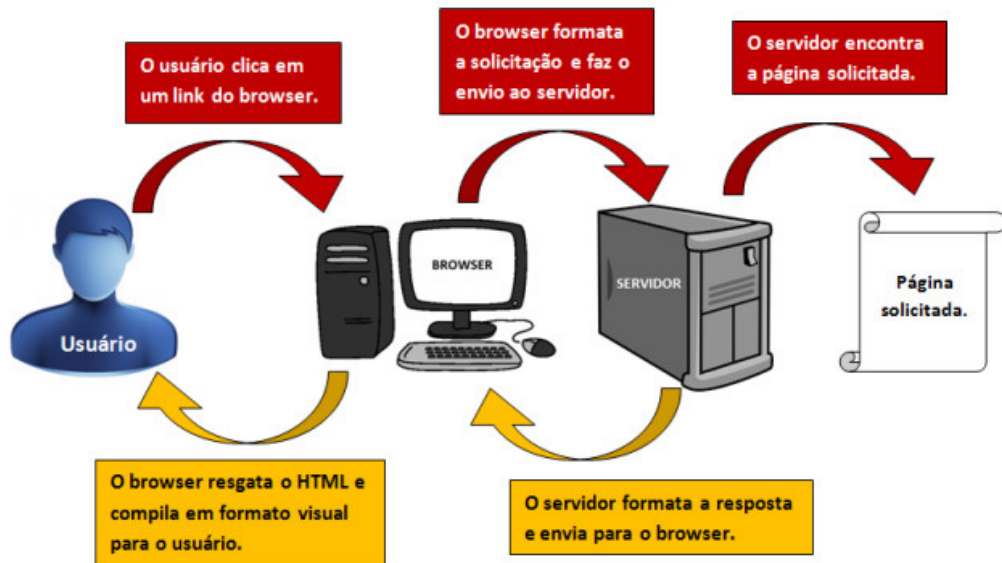 O usuário clica em
um link do browser.
O browser formata
a solicitação e faz o
envio ao servidor.
O servidor encontra
a página solicitada.
Usuário
BROWSER
SERVIDOR
Página
solicitada.
O browser resgata o HTML e
compila em formato visual
para o usuário.
O servidor formata a resposta
e envia para o browser.